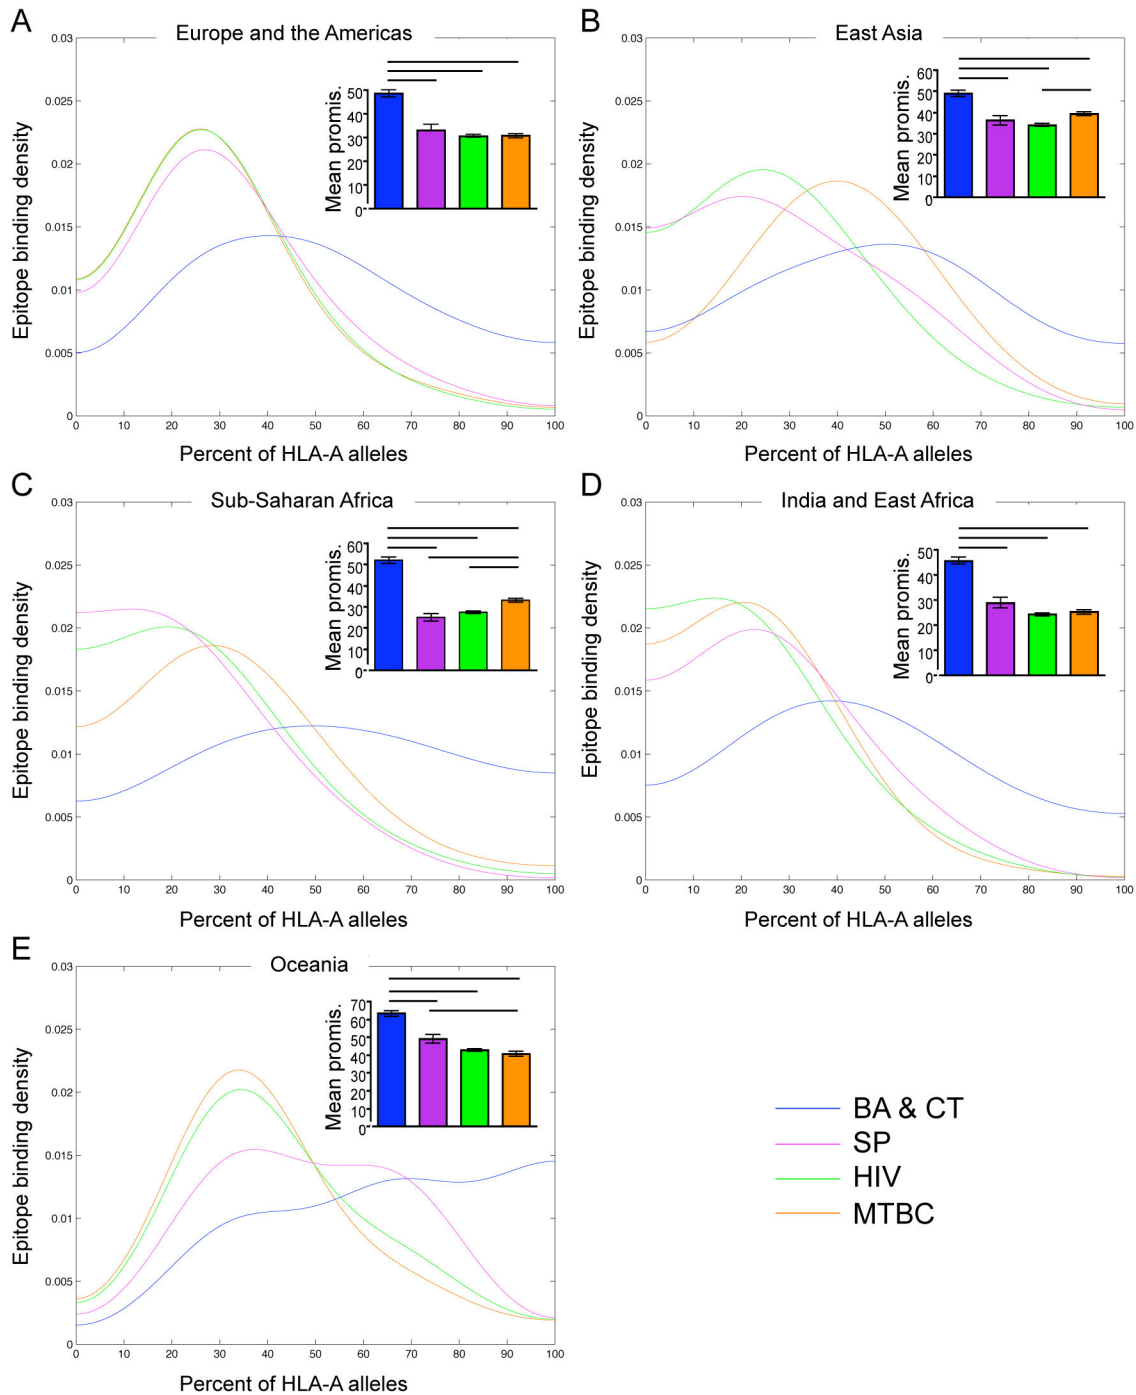 A
Europe and the Americas
0.03
0.025
0.02
0.015
0.01
0.005
0
Epitope binding density
0 10 20 30 40 50 60 70 80 90 100
Percent of HLA-A alleles
Mean promis.
50
40
30
20
10
0
B
East Asia
0.03
0.025
0.02
0.015
0.01
0.005
0
Epitope binding density
0 10 20 30 40 50 60 70 80 90 100
Percent of HLA-A alleles
Mean promis.
60
50
40
30
20
10
0
C
Sub-Saharan Africa
0.03
0.025
0.02
0.015
0.01
0.005
0
Epitope binding density
0 10 20 30 40 50 60 70 80 90 100
Percent of HLA-A alleles
Mean promis.
60
50
40
30
20
10
0
D
India and East Africa
0.03
0.025
0.02
0.015
0.01
0.005
0
Epitope binding density
0 10 20 30 40 50 60 70 80 90 100
Percent of HLA-A alleles
Mean promis.
50
40
30
20
10
0
E
Oceania
0.03
0.025
0.02
0.015
0.01
0.005
0
Epitope binding density
0 10 20 30 40 50 60 70 80 90 100
Percent of HLA-A alleles
Mean promis.
70
60
50
40
30
20
10
0
BA & CT
SP
HIV
MTBC